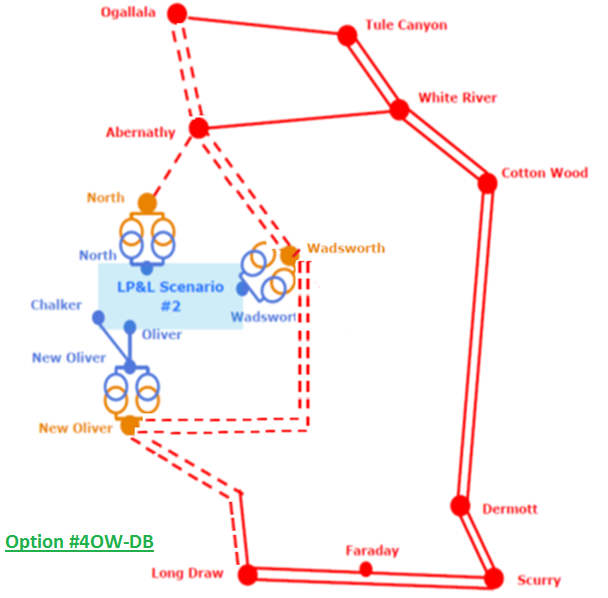 Ogallala
Tule Canyon
White River
Abernathy
Cotton Wood
North
North
Wadsworth
LP&L Scenario
#2
Chalker
Wadswort
Oliver
New Oliver
New Oliver
Dermott
Option #4OW-DB
Faraday
Long Draw
Scurry